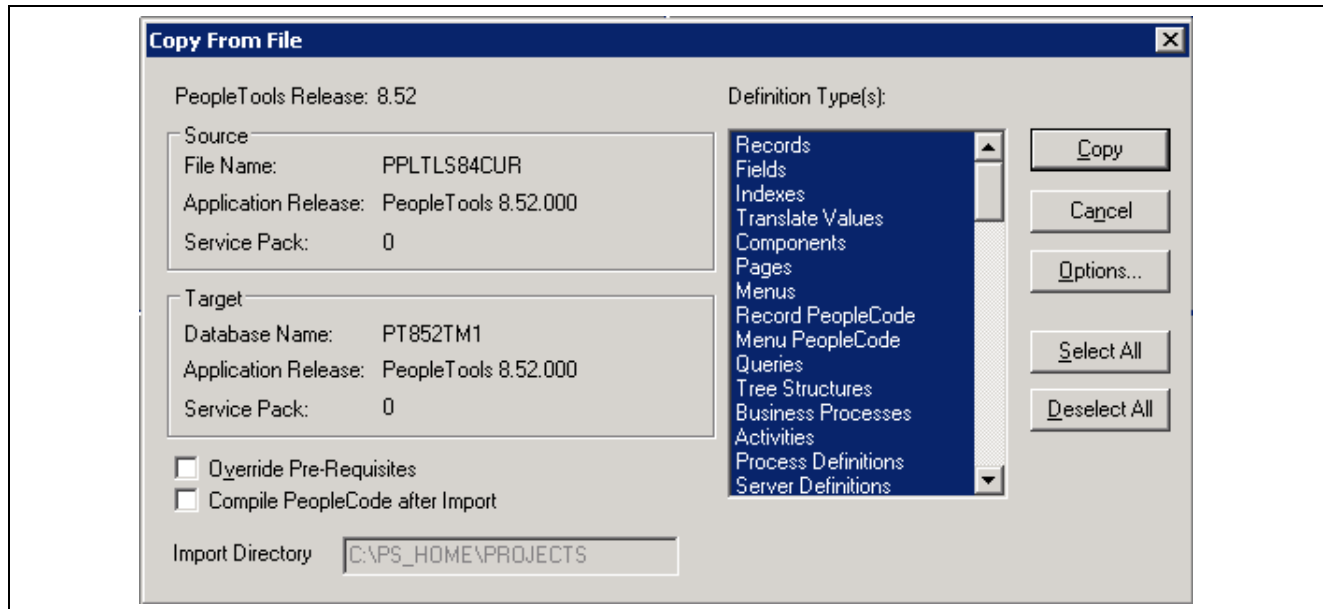 Copy From File
PeopleTools Release: 8.52
Source
File Name: PPLTLS84CUR
Application Release: PeopleTools 8.52.000
Service Pack: 0
Target
Database Name: PT852TM1
Application Release: PeopleTools 8.52.000
Service Pack: 0
Override Pre-Requisites
Compile PeopleCode after Import
Import Directory C:\PS_HOME\PROJECTS
Definition Type(s):
Records
Fields
Indexes
Translate Values
Components
Pages
Menus
Record PeopleCode
Menu PeopleCode
Queries
Tree Structures
Business Processes
Activities
Process Definitions
Server Definitions
Copy
Cancel
Options...
Select All
Deselect All